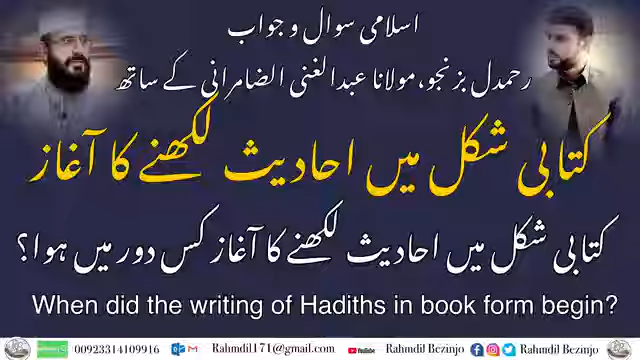 اسلامی سوال و جواب
رحمدل بزنجو، مولانا عبدالغنی الضامرانی کے ساتھ
کتابی شکل میں احادیث لکھنے کا آغاز
کتابی شکل میں احادیث لکھنے کا آغاز کس دور میں ہوا؟
When did the writing of Hadiths in book form begin?
00923314109916 Rahmdil171@gmail.com YouTube Rahmdil Bezinjo Rahmdil Bezinjo